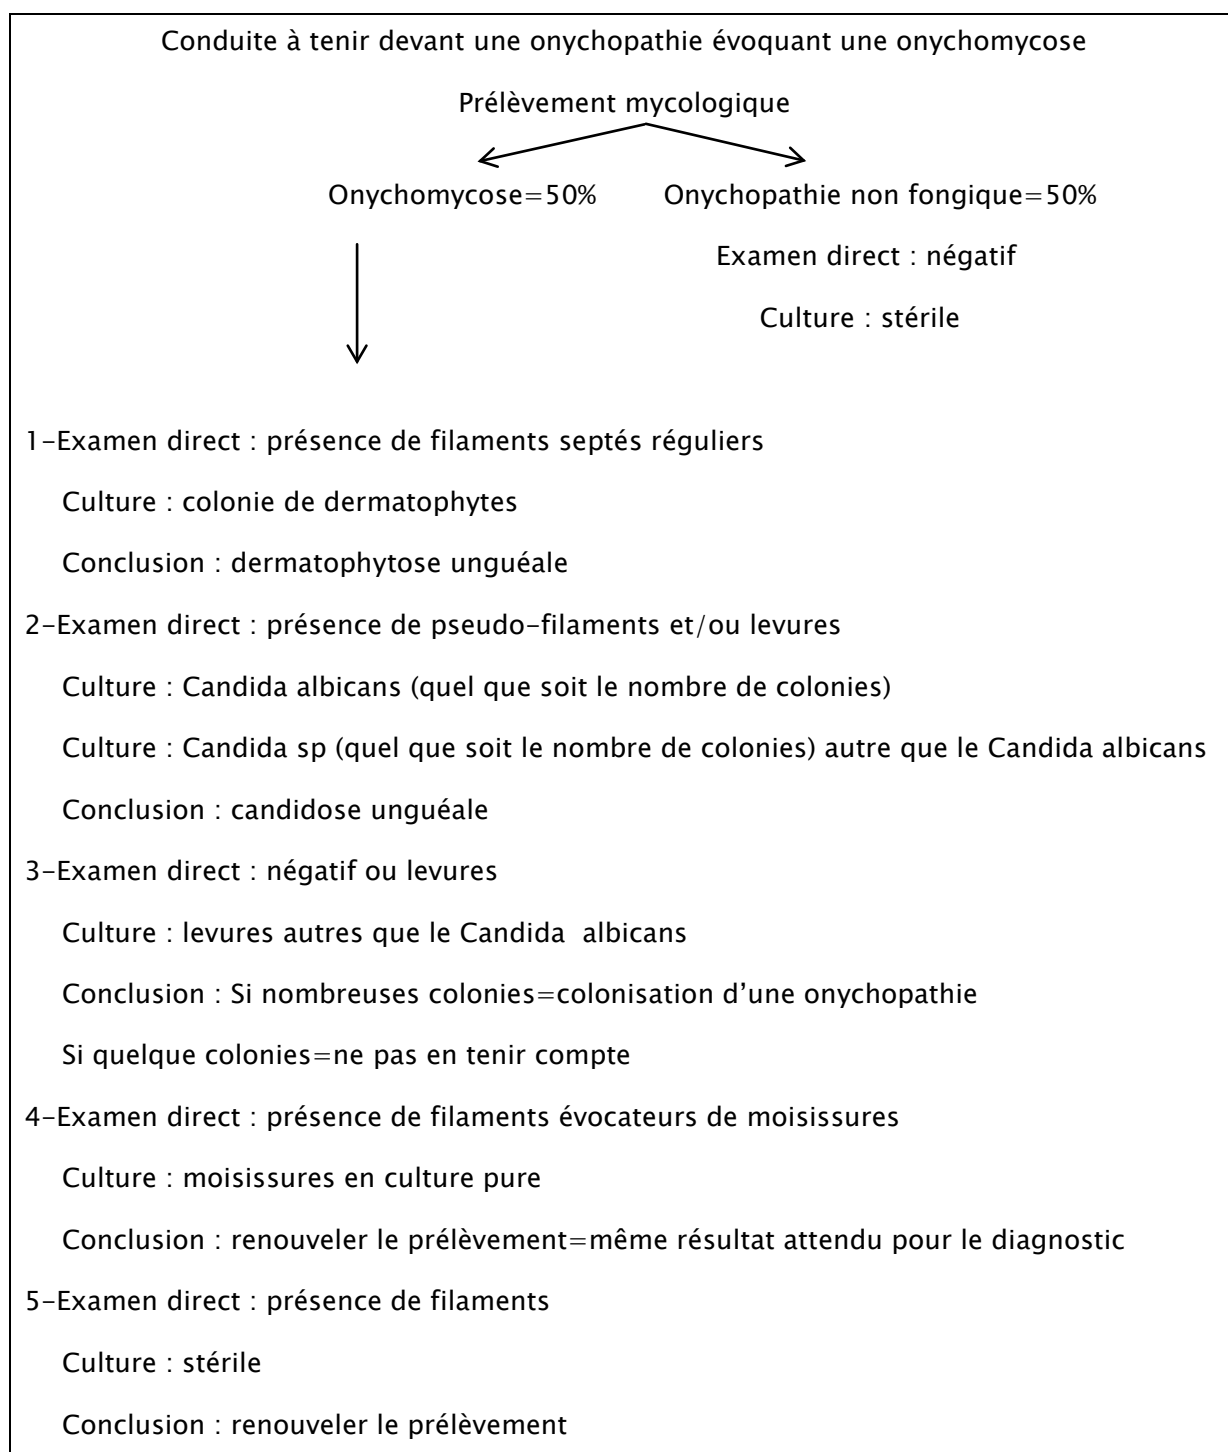 Conduite à tenir devant une onychopathie évoquant une onychomycose
Prélèvement mycologique
Onychomycose=50% Onychopathie non fongique=50%
Examen direct : négatif
Culture : stérile
1-Examen direct : présence de filaments septés réguliers
Culture : colonie de dermatophytes
Conclusion : dermatophytose unguéale
2-Examen direct : présence de pseudo-filaments et/ou levures
Culture : Candida albicans (quel que soit le nombre de colonies)
Culture : Candida sp (quel que soit le nombre de colonies) autre que le Candida albicans
Conclusion : candidose unguéale
3-Examen direct : négatif ou levures
Culture : levures autres que le Candida albicans
Conclusion : Si nombreuses colonies=colonisation d'une onychopathie
Si quelque colonies=ne pas en tenir compte
4-Examen direct : présence de filaments évocateurs de moisissures
Culture : moisissures en culture pure
Conclusion : renouveler le prélèvement=même résultat attendu pour le diagnostic
5-Examen direct : présence de filaments
Culture : stérile
Conclusion : renouveler le prélèvement